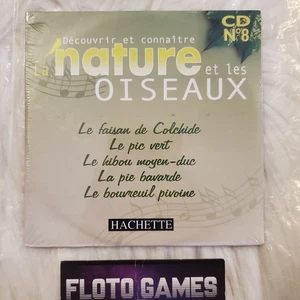 Découvrir et connaître
CD
N°8
la nature et les
OISEAUX
Le faisan de Colchide
Le pic vert
Le hibou moyen-duc
La pie bavarde
Le bouvreuil pivoine
HACHETTE
FLOTO GAMES